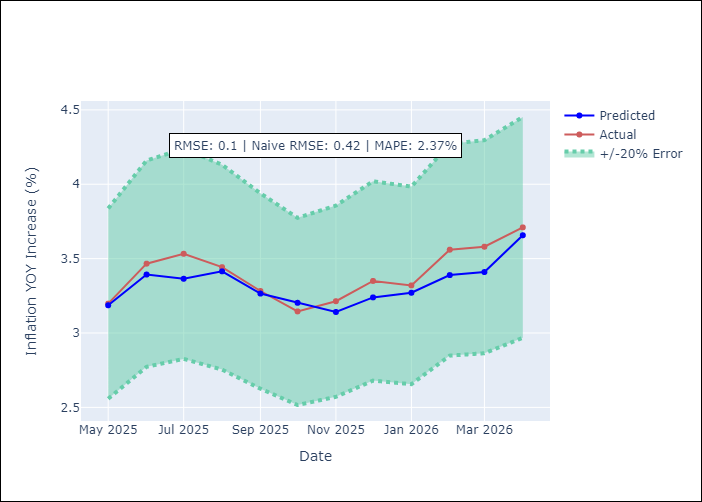 4.5
4
3.5
3
2.5
Inflation YOY Increase (%)
RMSE: 0.1 | Naive RMSE: 0.42 | MAPE: 2.37%
Predicted
Actual
+/-20% Error
May 2025
Jul 2025
Sep 2025
Nov 2025
Jan 2026
Mar 2026
Date